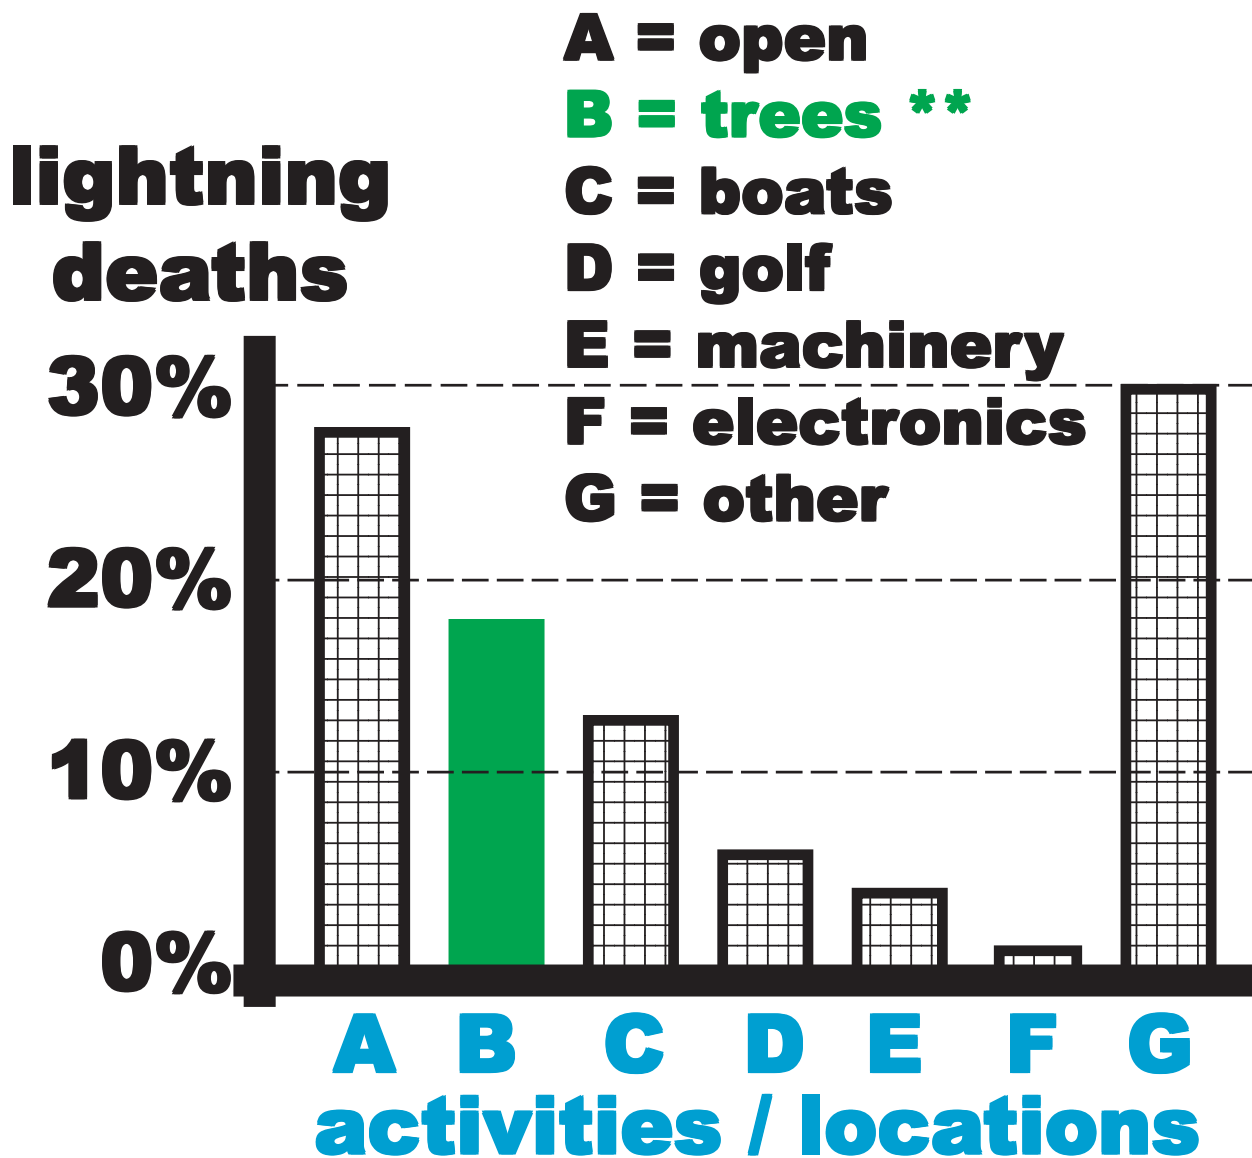 A = open
B = trees **
C = boats
D = golf
E = machinery
F = electronics
G = other
lightning
deaths
30%
20%
10%
0%
A B C D E F G
activities / locations